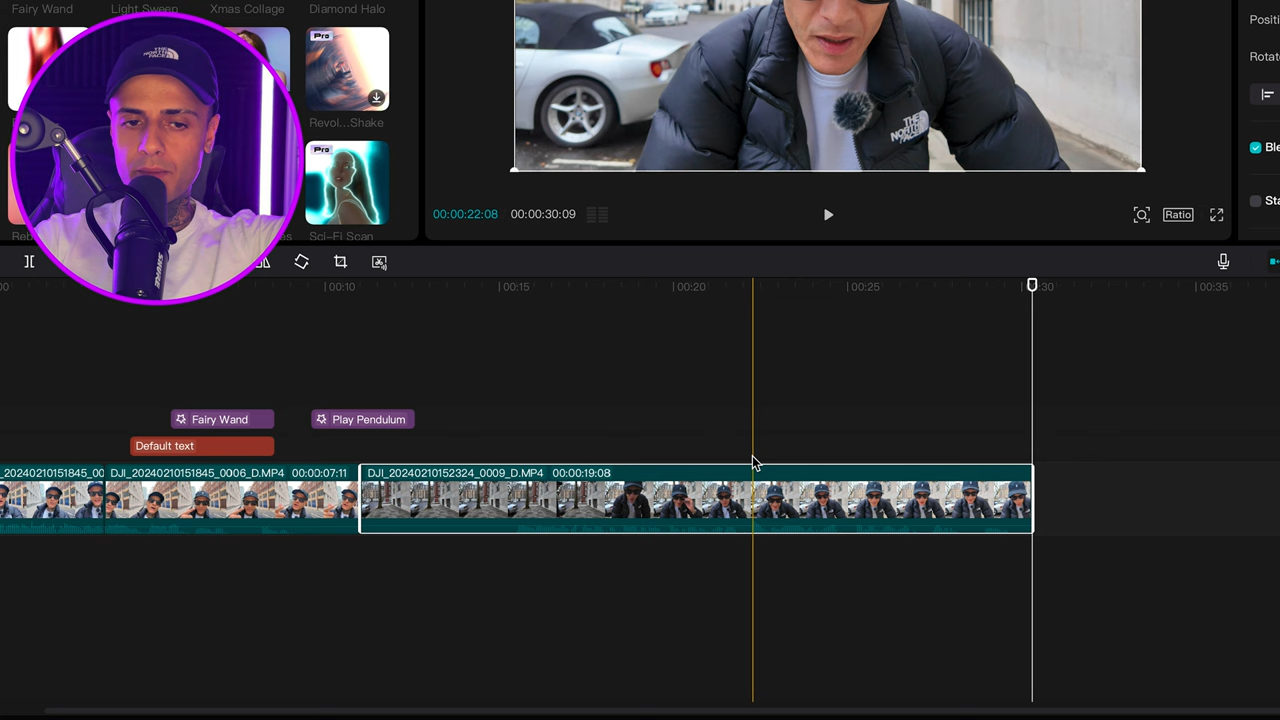 Fairy Wand
Light Sweep
Xmas Collage
Diamond Halo
Pro
Revol...Shake
Pro
Sci-Fi Scan
THE NORTH FACE
THE NORTH FACE
SHURE
Positi
Rotate
Ble
Sta
00:00:22:08
00:00:30:09
Ratio
00:10
00:15
00:20
00:25
00:30
00:35
Fairy Wand
Play Pendulum
Default text
_20240210151845_00
DJI_20240210151845_0006_D.MP4 00:00:07:11
DJI_20240210152324_0009_D.MP4 00:00:19:08